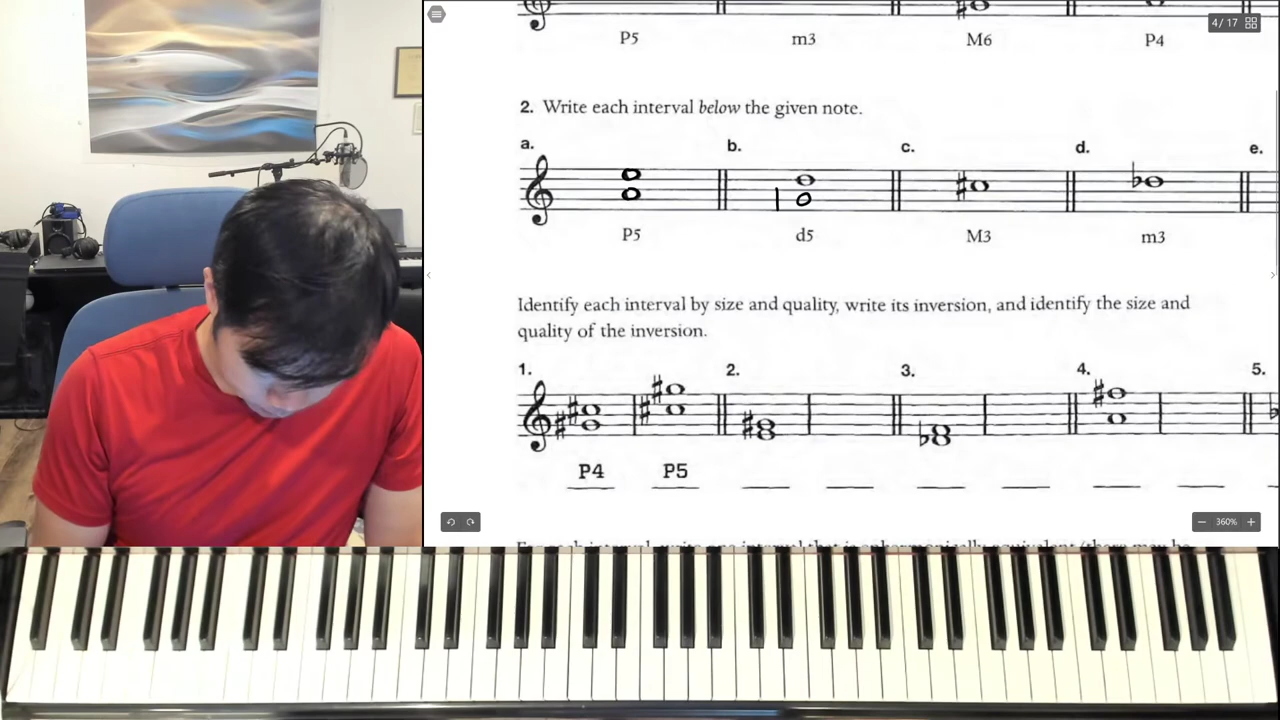 4/ 17
P5 m3 M6 P4
2. Write each interval below the given note.
a. b. c. d. e.
P5 d5 M3 m3
Identify each interval by size and quality, write its inversion, and identify the size and
quality of the inversion.
1. 2. 3. 4. 5.
P4 P5
360%